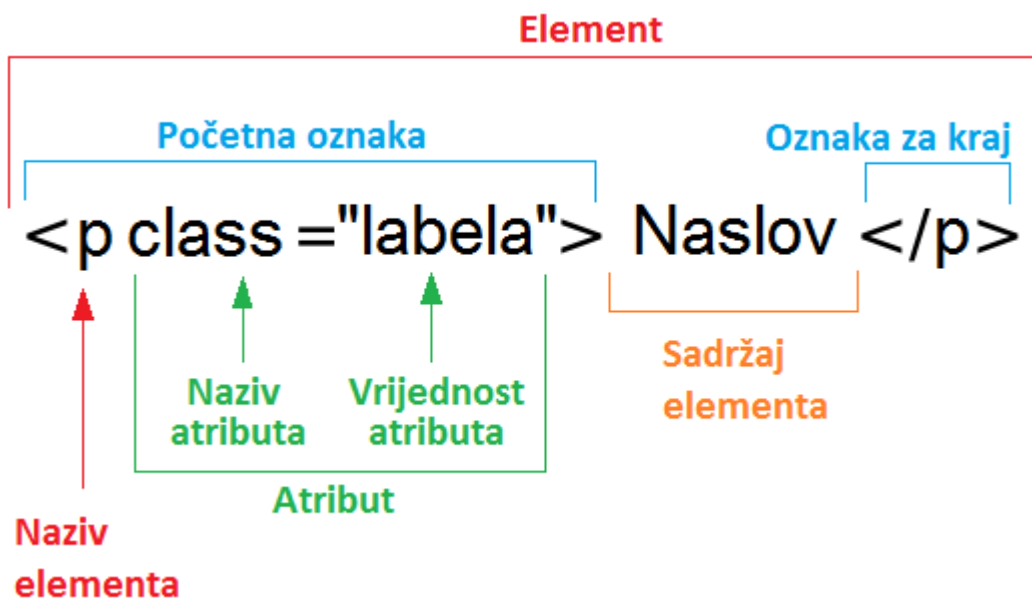 Element
Početna oznaka
Oznaka za kraj
<p class ="labela"> Naslov </p>
Naziv
atributa
Vrijednost
atributa
Sadržaj
elementa
Atribut
Naziv
elementa